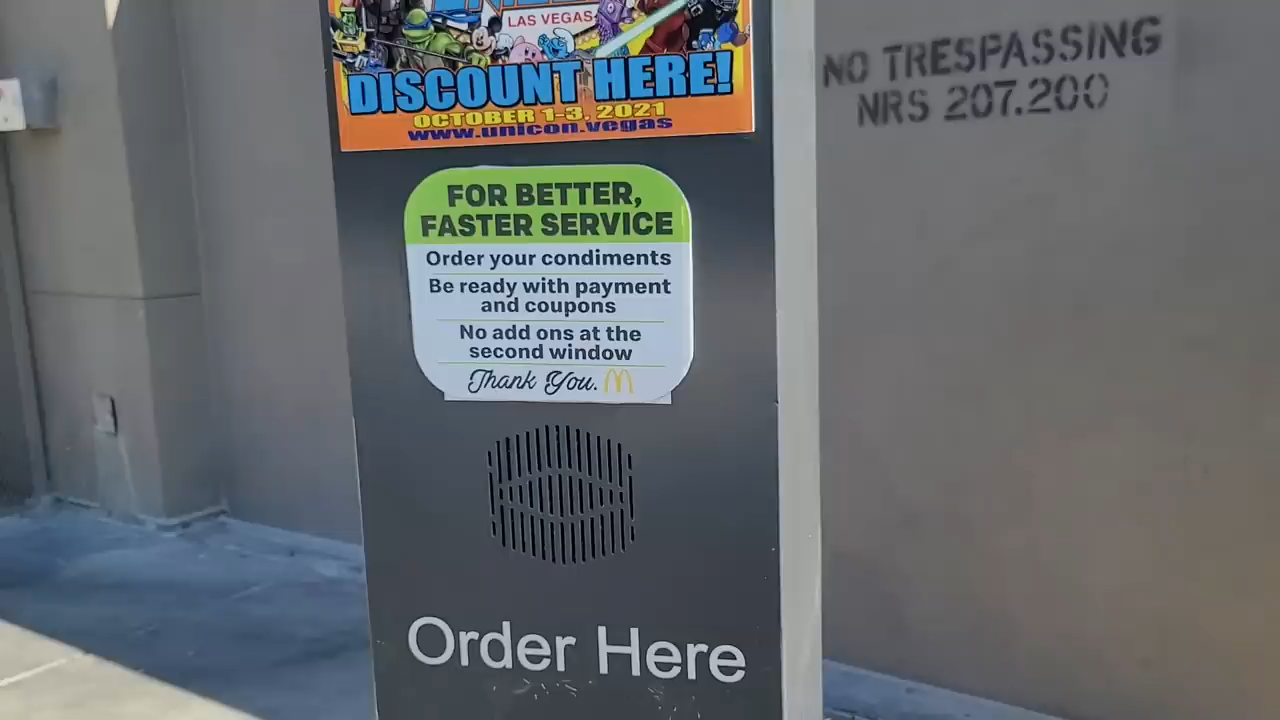 LAS VEGAS
DISCOUNT HERE!
OCTOBER 1-3, 2021
www.unicon.vegas
FOR BETTER,
FASTER SERVICE
Order your condiments
Be ready with payment
and coupons
No add ons at the
second window
Thank You.
Order Here
NO TRESPASSING
NRS 207.200